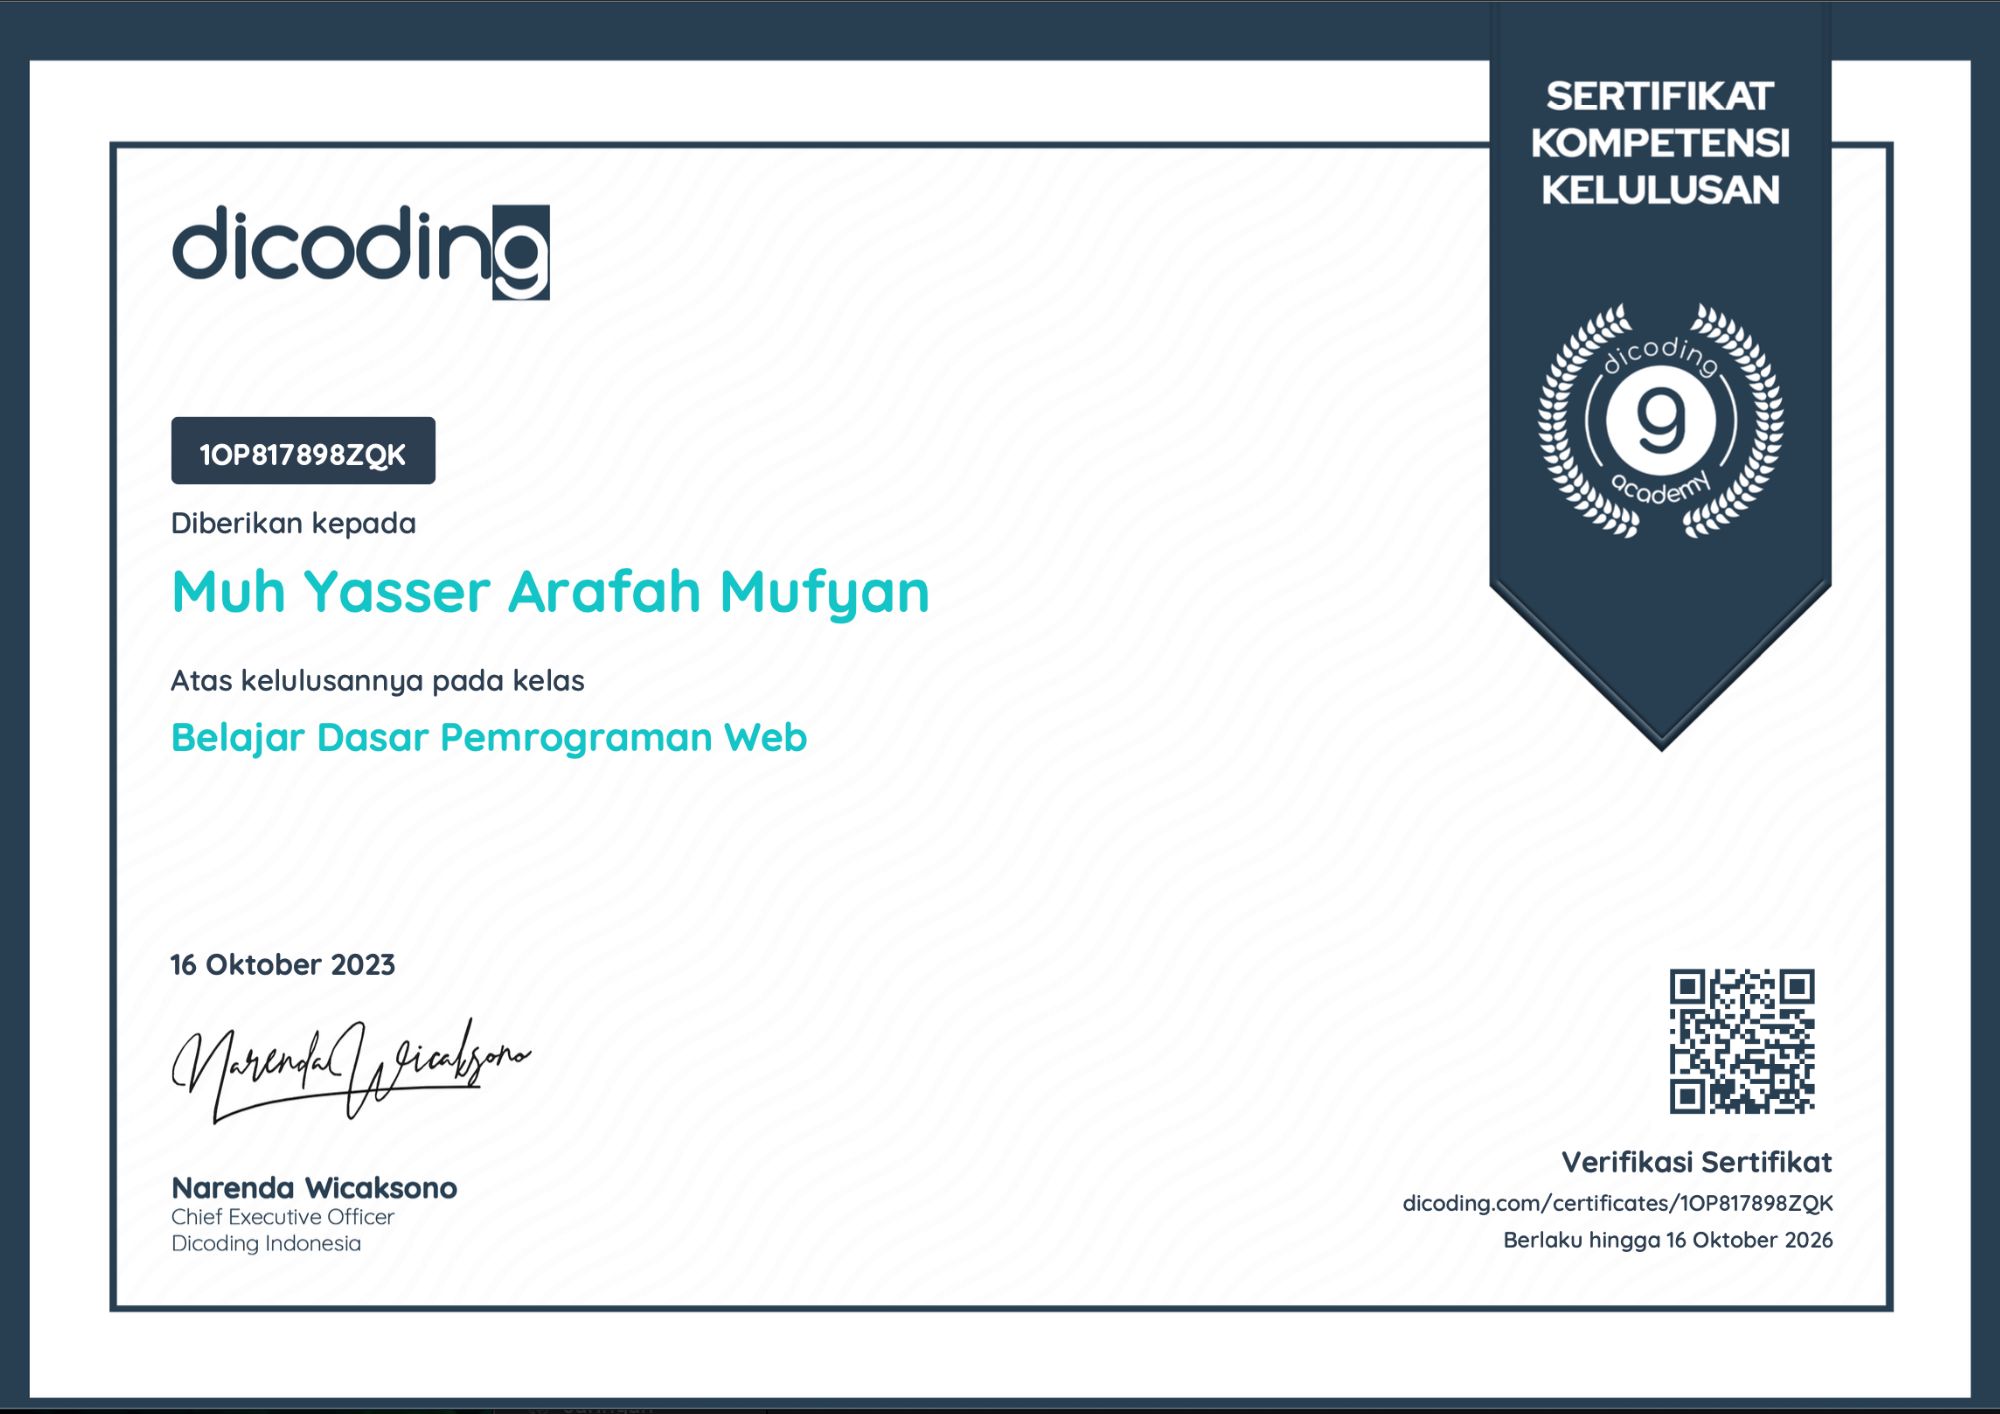 SERTIFIKAT
KOMPETENSI
KELULUSAN
dicoding
dicoding
9
academy
1OP817898ZQK
Diberikan kepada
Muh Yasser Arafah Mufyan
Atas kelulusannya pada kelas
Belajar Dasar Pemrograman Web
16 Oktober 2023
Narenda Wicaksono
Narenda Wicaksono
Chief Executive Officer
Dicoding Indonesia
Verifikasi Sertifikat
dicoding.com/certificates/1OP817898ZQK
Berlaku hingga 16 Oktober 2026